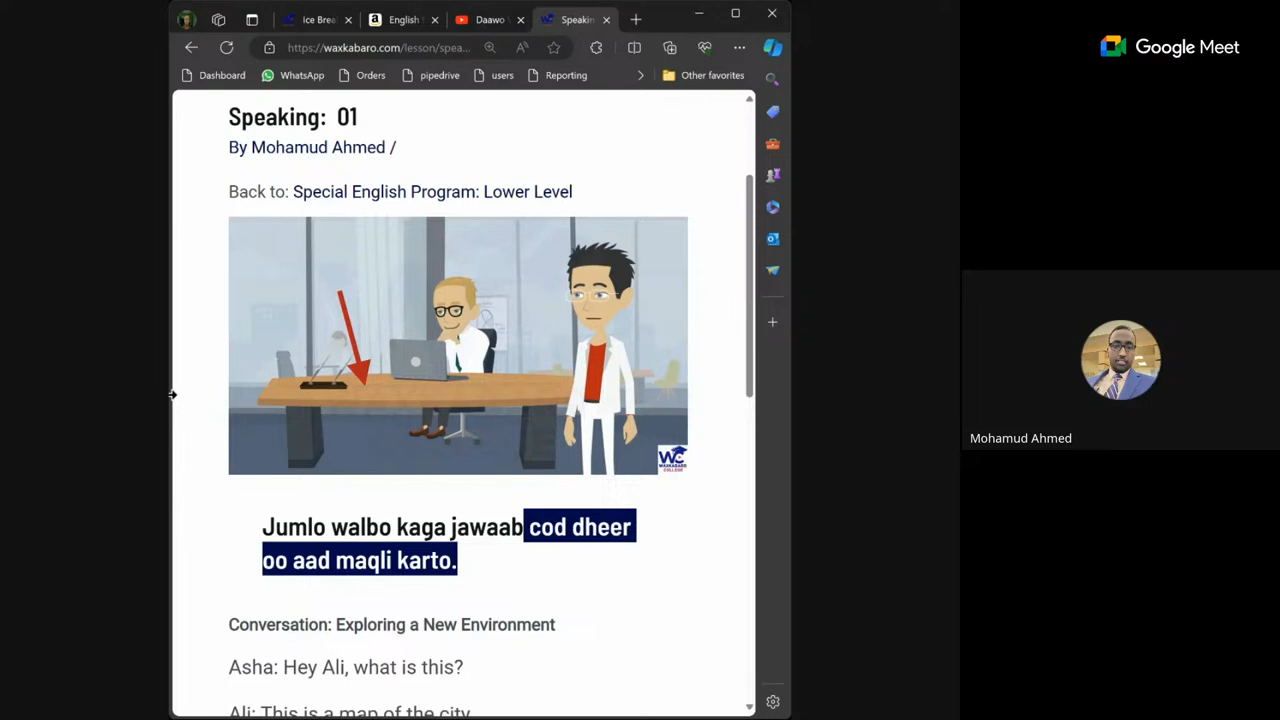 Ice Brea
English
Daawo
Speakin
https://waxkabaro.com/lesson/spea...
Dashboard
WhatsApp
Orders
pipedrive
users
Reporting
Other favorites
Google Meet
Speaking: 01
By Mohamud Ahmed /
Back to: Special English Program: Lower Level
WC
WAXKABARO
COLLEGE
Jumlo walbo kaga jawaab cod dheer
oo aad maqli karto.
Conversation: Exploring a New Environment
Asha: Hey Ali, what is this?
Ali: This is a map of the city
Mohamud Ahmed